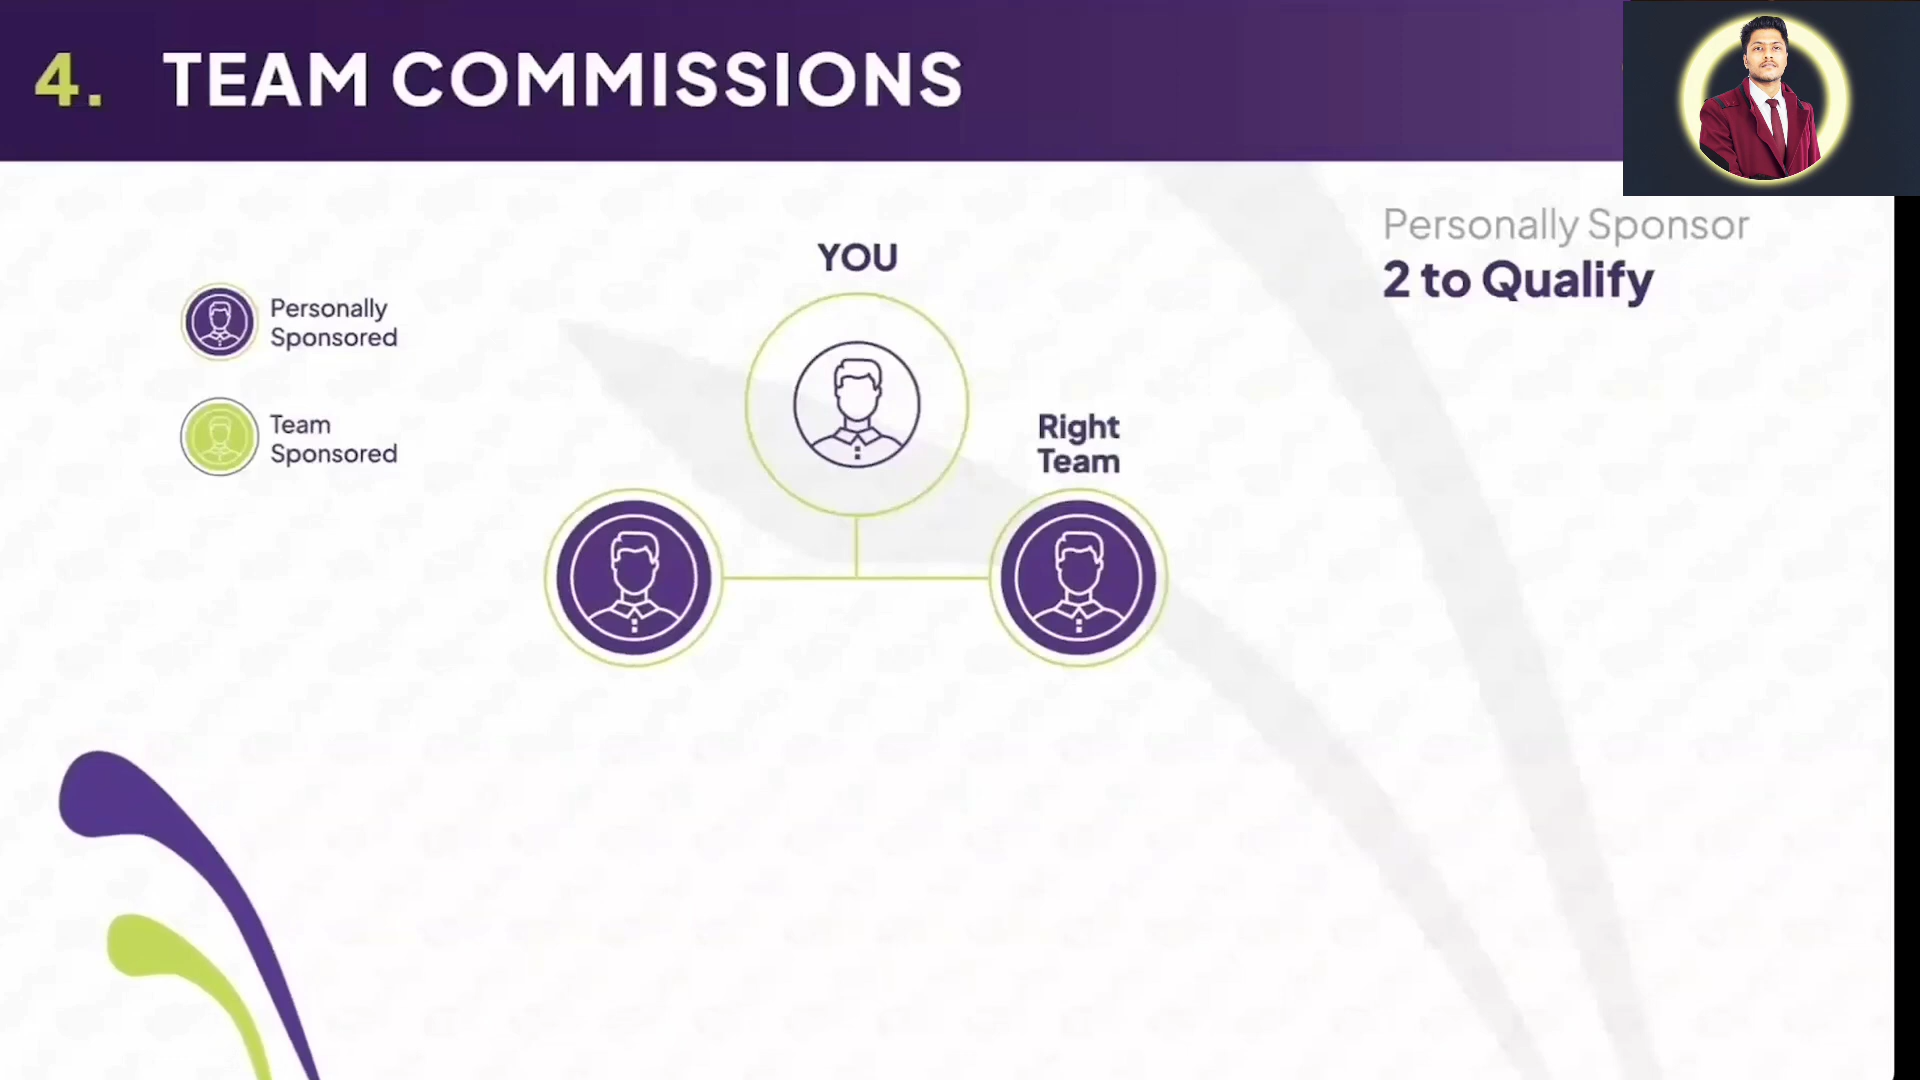 4. TEAM COMMISSIONS
Personally Sponsor
2 to Qualify
YOU
Personally
Sponsored
Team
Sponsored
Right
Team